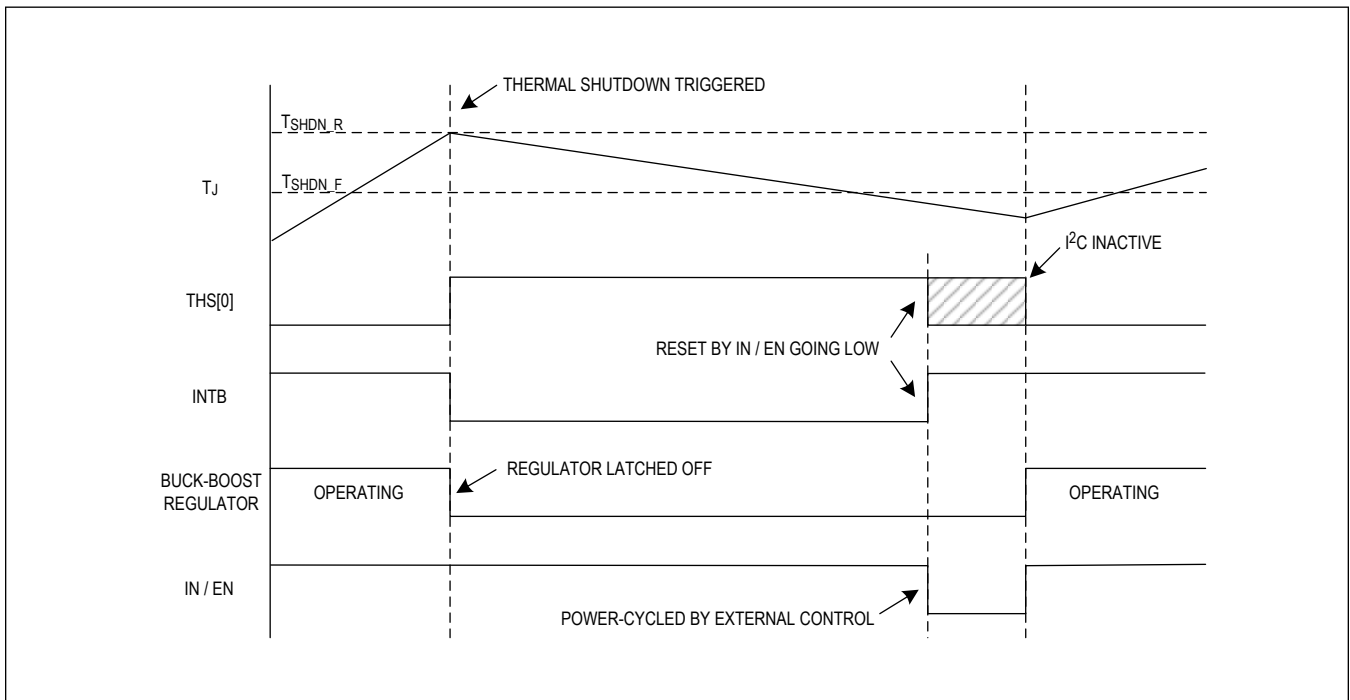 THERMAL SHUTDOWN TRIGGERED
TSHDN_R
TJ
TSHDN_F
I2C INACTIVE
THS[0]
RESET BY IN / EN GOING LOW
INTB
REGULATOR LATCHED OFF
BUCK-BOOST
REGULATOR
OPERATING
OPERATING
IN / EN
POWER-CYCLED BY EXTERNAL CONTROL